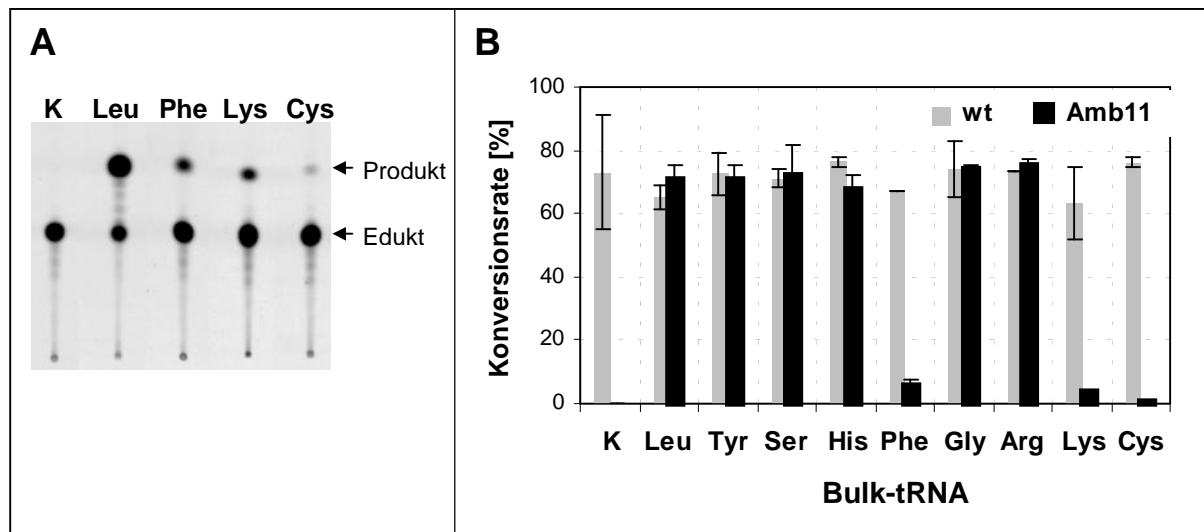 A
K Leu Phe Lys Cys
Produkt
Edukt
B
Konversionsrate [%]
100
80
60
40
20
0
wt Amb11
K Leu Tyr Ser His Phe Gly Arg Lys Cys
Bulk-tRNA